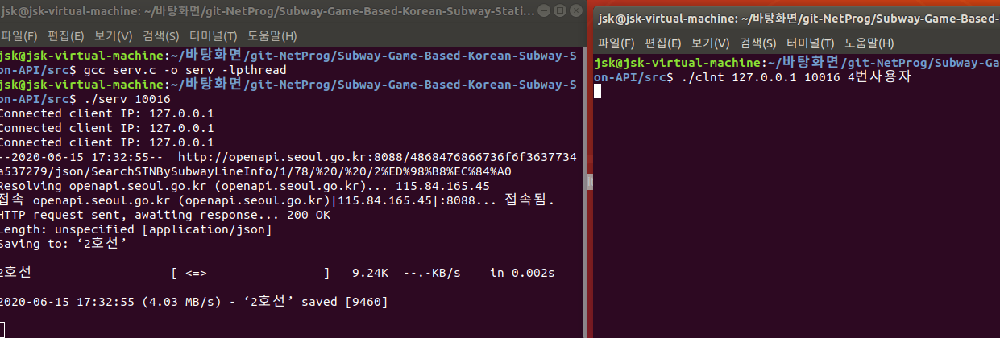 jsk@jsk-virtual-machine: ~/바탕화면/git-NetProg/Subway-Game-Based-Korean-Subway-Stati...
파일(F) 편집(E) 보기(V) 검색(S) 터미널(T) 도움말(H)
jsk@jsk-virtual-machine:~/바탕화면/git-NetProg/Subway-Game-Based-Korean-Subway-S
on-API/src$ gcc serv.c -o serv -lpthread
jsk@jsk-virtual-machine:~/바탕화면/git-NetProg/Subway-Game-Based-Korean-Subway-S
on-API/src$ ./serv 10016
Connected client IP: 127.0.0.1
Connected client IP: 127.0.0.1
Connected client IP: 127.0.0.1
--2020-06-15 17:32:55-- http://openapi.seoul.go.kr:8088/4868476866736f6f3637734
a537279/json/SearchSTNBySubwayLineInfo/1/78/%20/%20/2%ED%98%B8%EC%84%A0
Resolving openapi.seoul.go.kr (openapi.seoul.go.kr)... 115.84.165.45
접속 openapi.seoul.go.kr (openapi.seoul.go.kr)|115.84.165.45|:8088... 접속됨.
HTTP request sent, awaiting response... 200 OK
Length: unspecified [application/json]
Saving to: ‘2호선’
2호선 [ <=> ] 9.24K --.-KB/s in 0.002s
2020-06-15 17:32:55 (4.03 MB/s) - ‘2호선’ saved [9460]
jsk@jsk-virtual-machine: ~/바탕화면/git-NetProg/Subway-Game-Based-
파일(F) 편집(E) 보기(V) 검색(S) 터미널(T) 도움말(H)
jsk@jsk-virtual-machine:~/바탕화면/git-NetProg/Subway-Ga
on-API/src$ ./clnt 127.0.0.1 10016 4번사용자